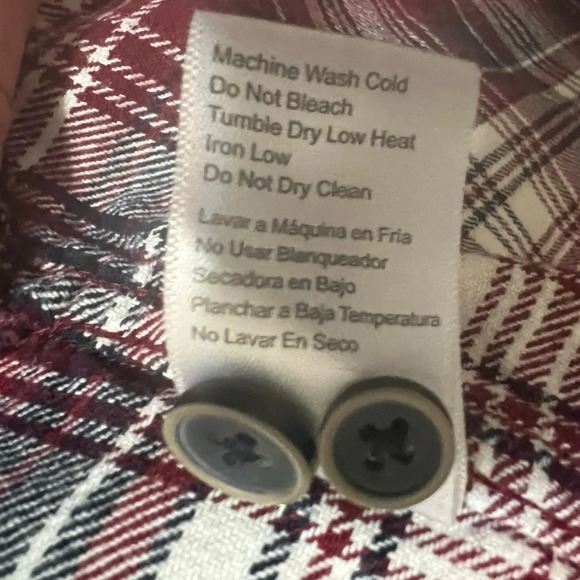 Machine Wash Cold
Do Not Bleach
Tumble Dry Low Heat
Iron Low
Do Not Dry Clean
Lavar a Máquina en Fría
No Usar Blanqueador
Secadora en Bajo
Planchar a Baja Temperatura
No Lavar En Seco